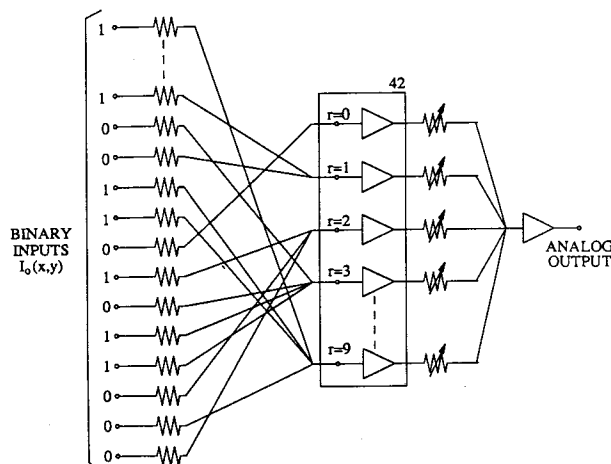 42
1
1
0
0
1
1
0
1
0
1
1
0
0
0
BINARY
INPUTS
I₀(x,y)
r=0
r=1
r=2
r=3
r=9
ANALOG
OUTPUT